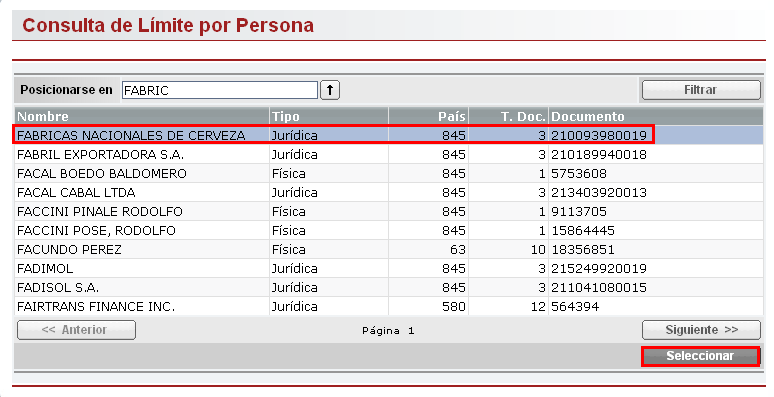 Consulta de Límite por Persona
Posicionarse en FABRIC Filtrar
Nombre Tipo País T. Doc. Documento
FABRICAS NACIONALES DE CERVEZA Jurídica 845 3 210093980019
FABRIL EXPORTADORA S.A. Jurídica 845 3 210189940018
FACAL BOEDO BALDOMERO Física 845 1 5753608
FACAL CABAL LTDA Jurídica 845 3 213403920013
FACCINI PINALE RODOLFO Física 845 1 9113705
FACCINI POSE, RODOLFO Física 845 1 15864445
FACUNDO PEREZ Física 63 10 18356851
FADIMOL Jurídica 845 3 215249920019
FADISOL S.A. Jurídica 845 3 211041080015
FAIRTRANS FINANCE INC. Jurídica 580 12 564394
<< Anterior Página 1 Siguiente >>
Seleccionar